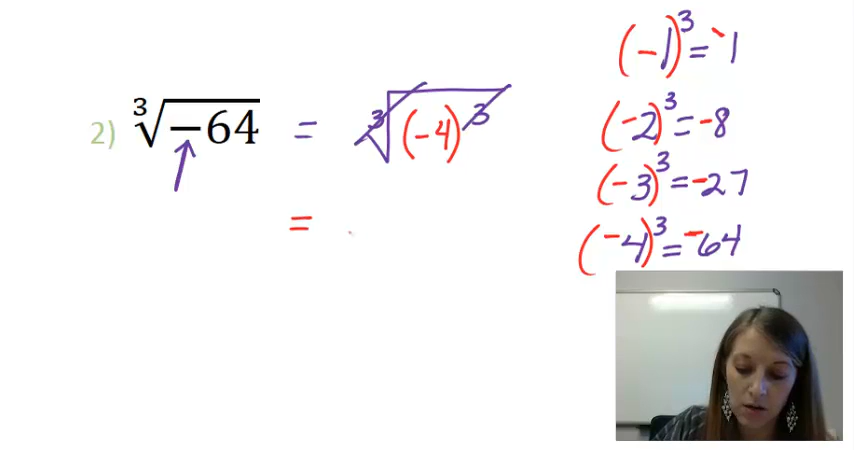 2) ∛-64 = ∛(-4)³
=
(-1)³ = -1
(-2)³ = -8
(-3)³ = -27
(-4)³ = -64